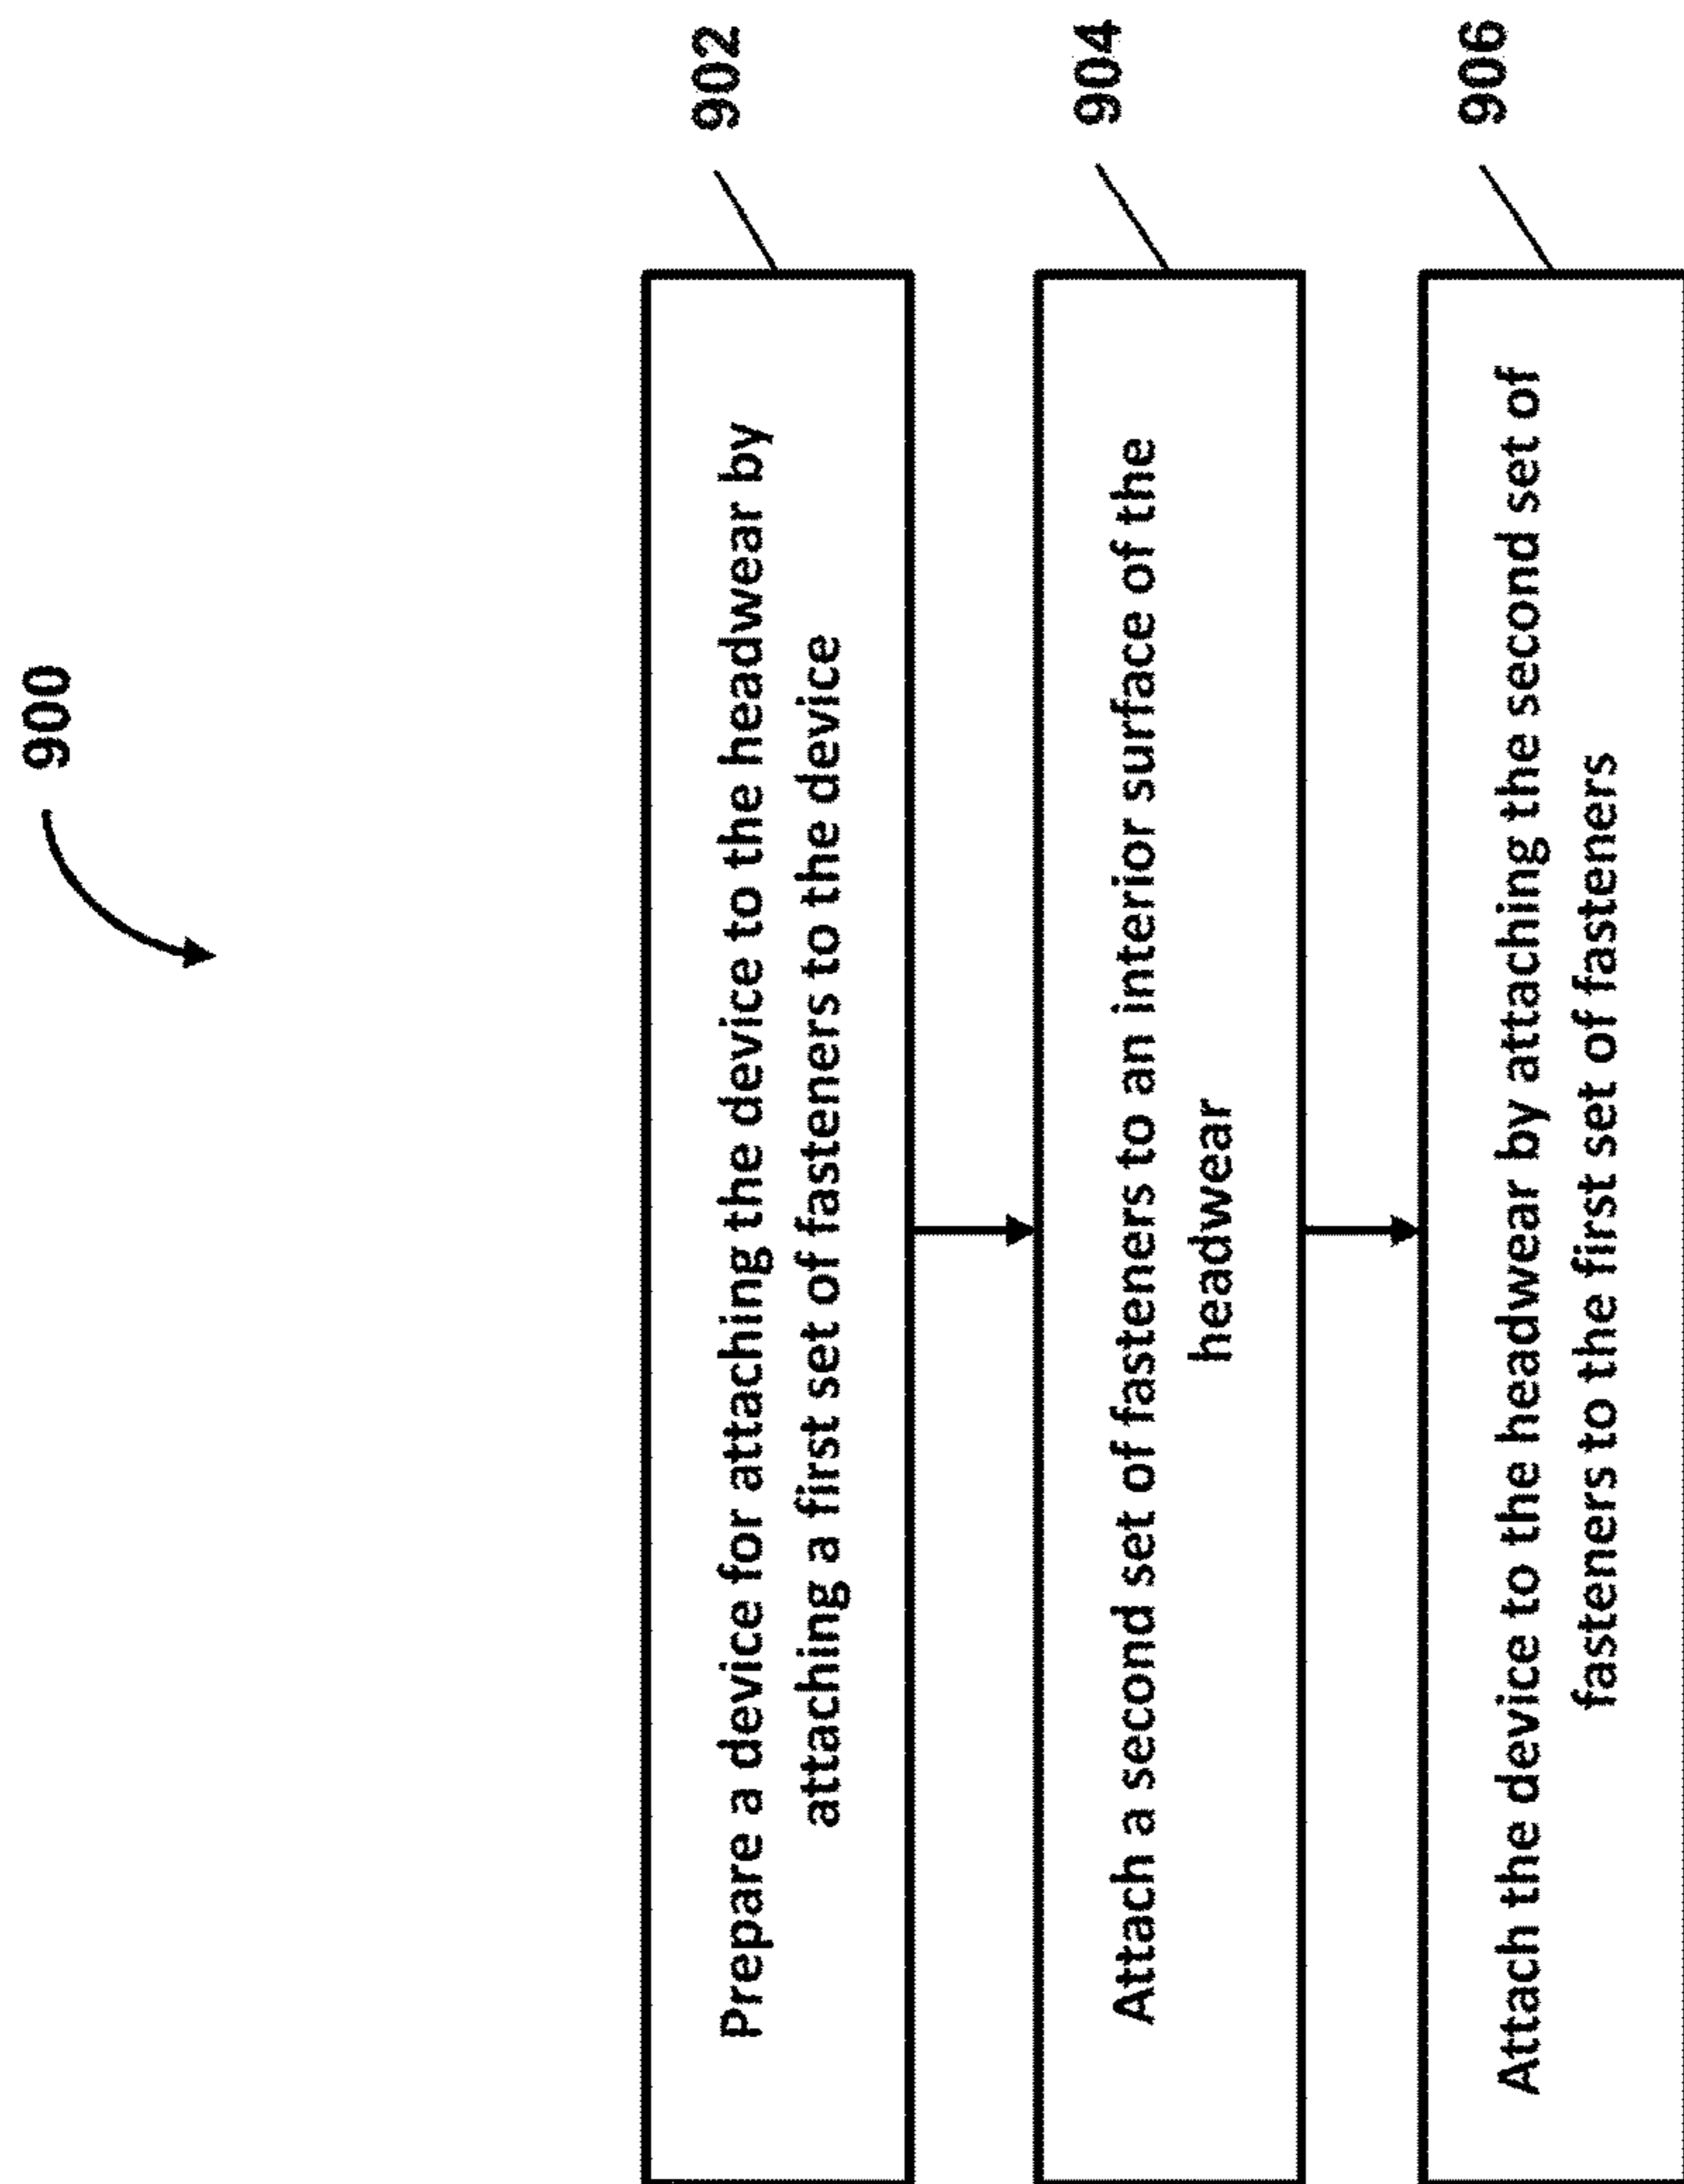 900
Prepare a device for attaching the device to the headwear by
attaching a first set of fasteners to the device
902
Attach a second set of fasteners to an interior surface of the
headwear
904
Attach the device to the headwear by attaching the second set of
fasteners to the first set of fasteners
906